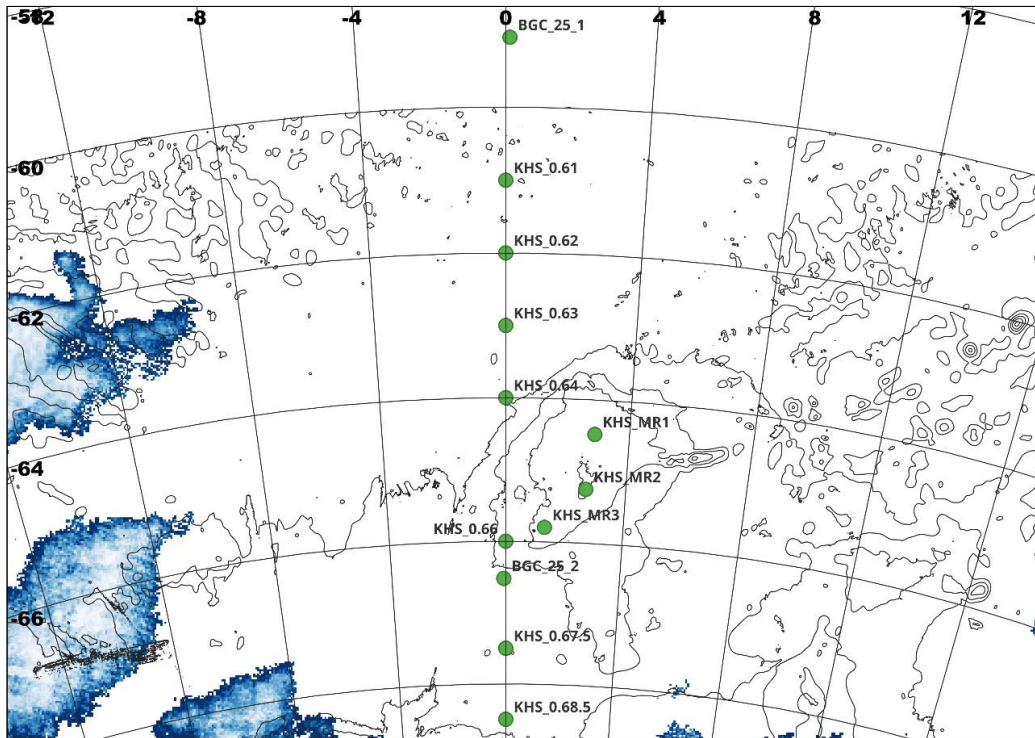 -12 -8 -4 0 4 8 12
BGC_25_1
-60
KHS_0.61
KHS_0.62
-62
KHS_0.63
KHS_0.64
KHS_MR1
-64
KHS_MR2
KHS_MR3
KHS_0.66
BGC_25_2
-66
KHS_0.67.5
KHS_0.68.5